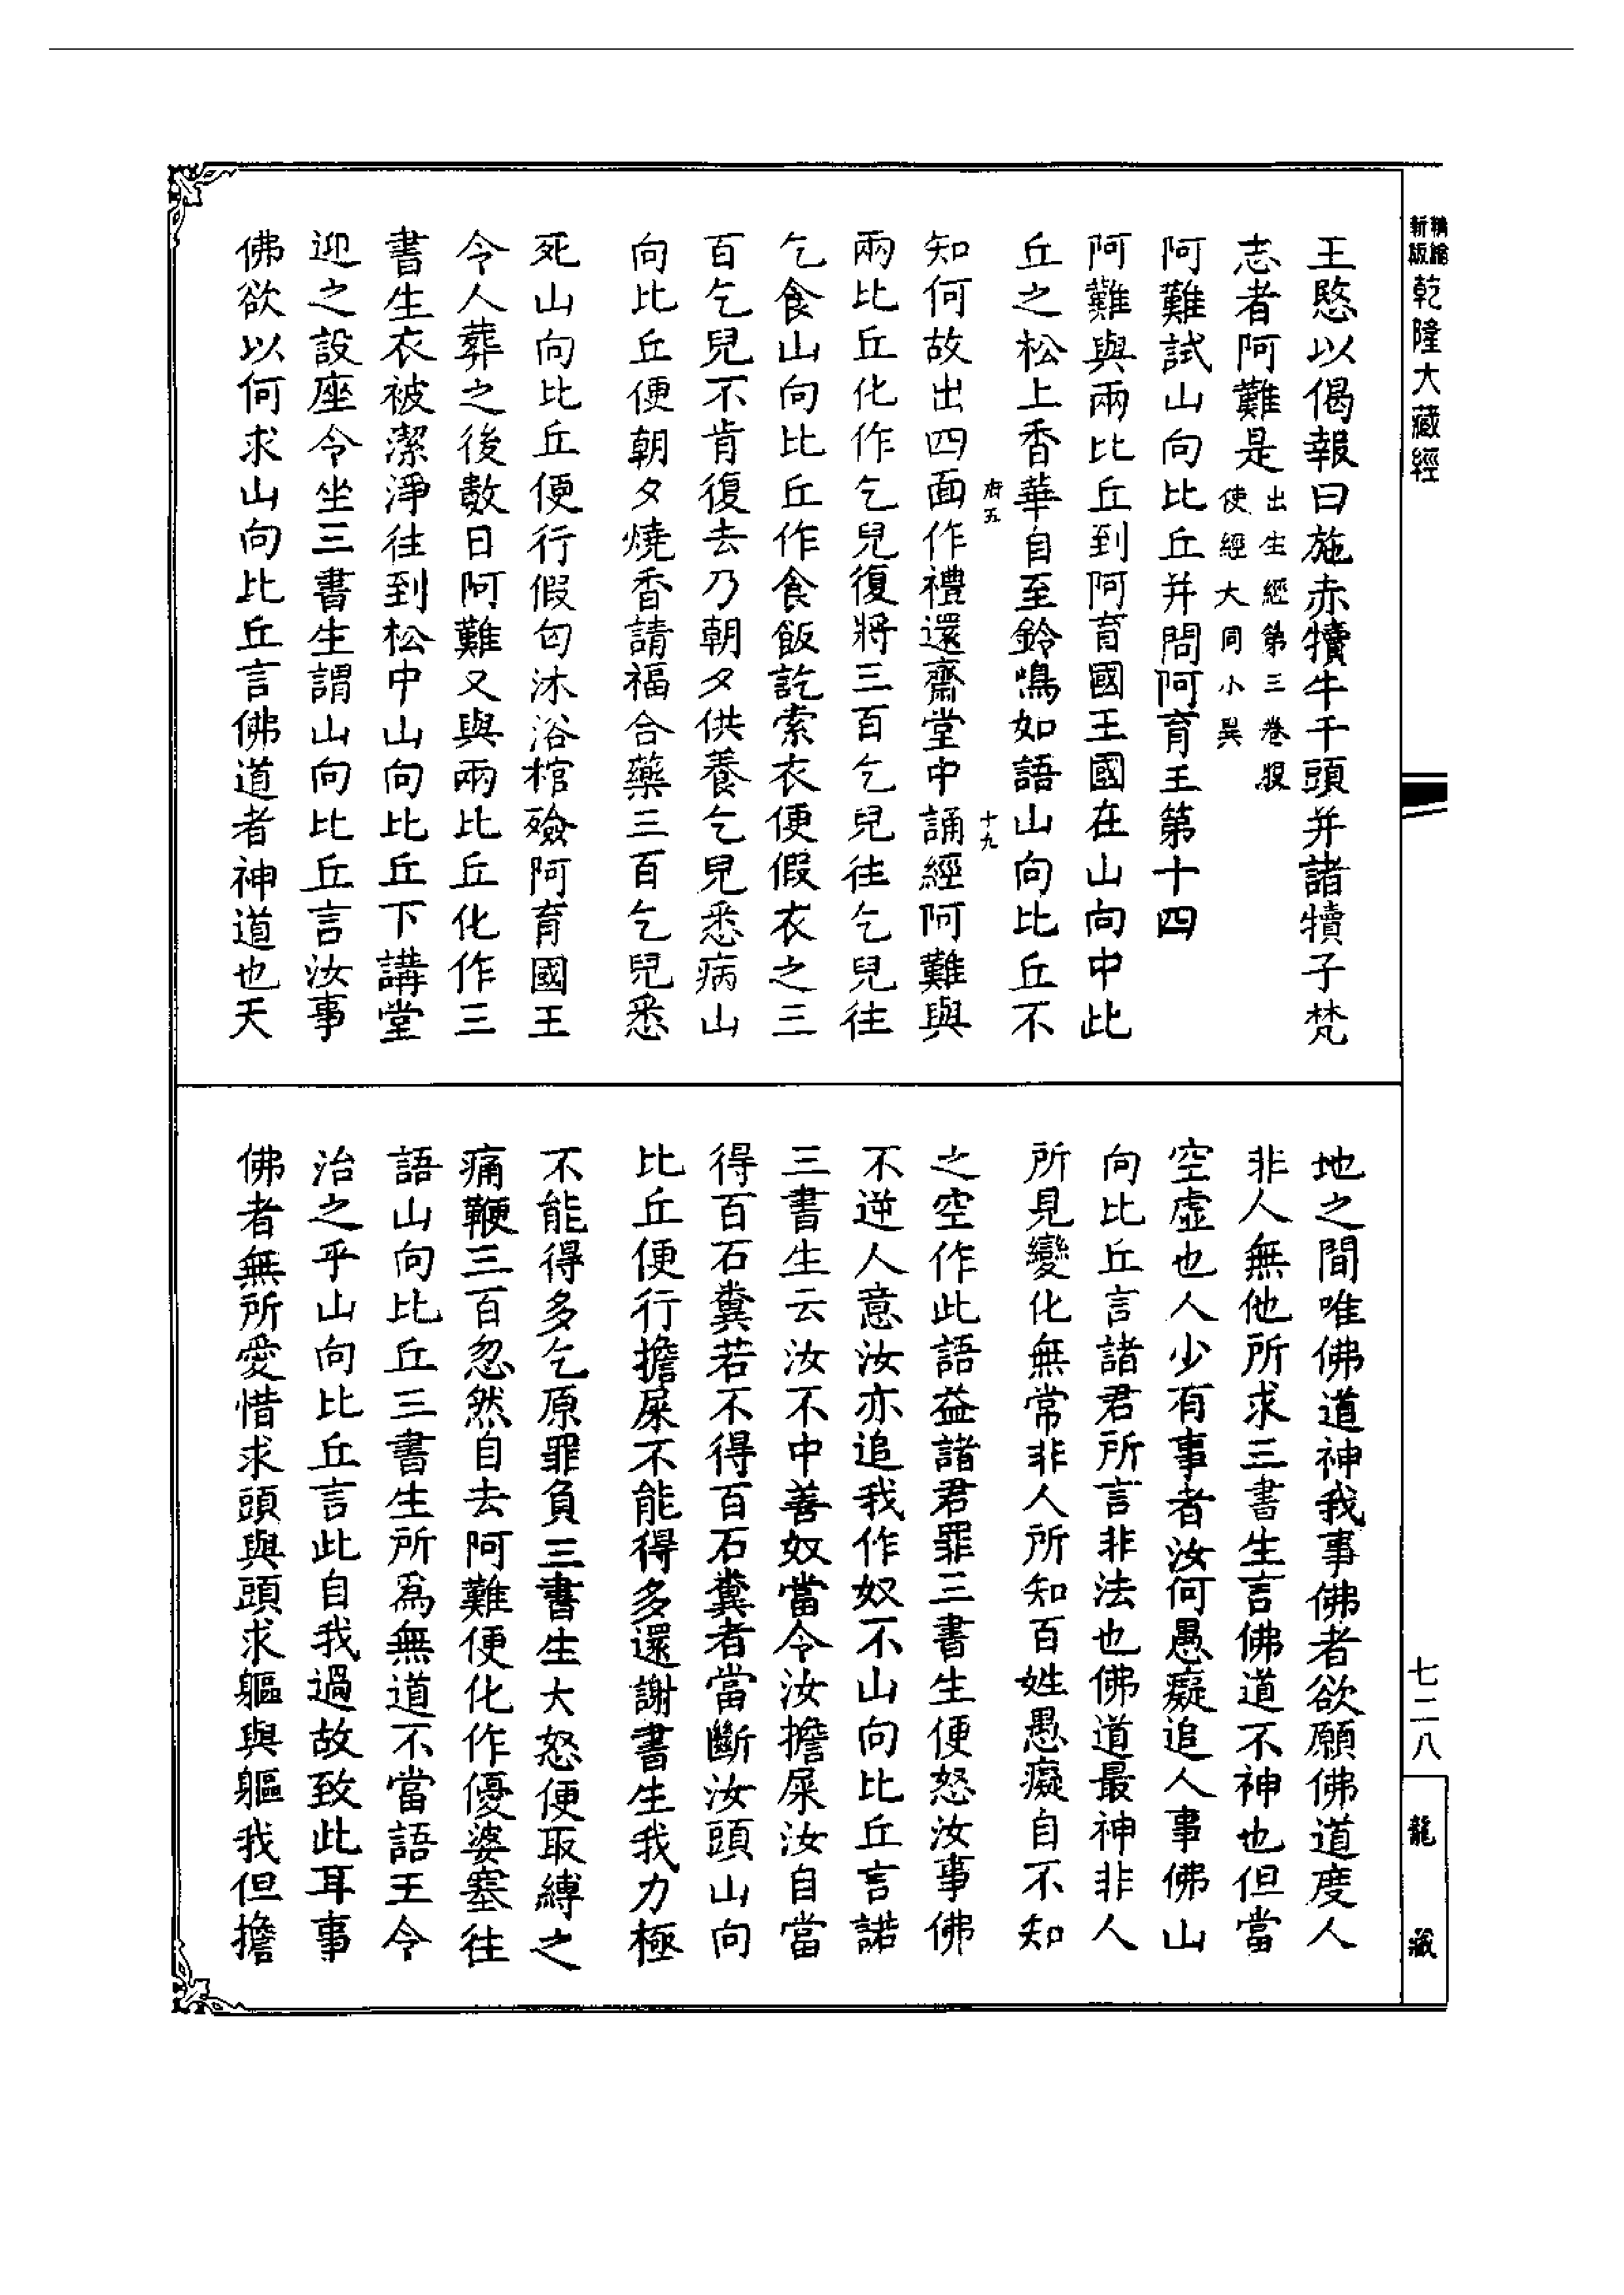 新版
精縮
乾隆大藏經
王愍以偈報曰施赤犢牛千頭并諸犢子梵
志者阿難是
出生經第三卷腹
使經大同小異
阿難試山向比丘并問阿育王第十四
阿難與兩比丘到阿育國王國在山向中此
丘之松上香華自至鈴鳴如語山向比丘不
府五
十九
知何故出四面作禮還齋堂中誦經阿難與
兩比丘化作乞兒復將三百乞兒往乞兒往
乞食山向比丘作食飯訖索衣便假衣之三
百乞兒不肯復去乃朝夕供養乞兒悉病山
向比丘便朝夕燒香請福合藥三百乞兒悉
死山向比丘便行假匃沐浴棺殮阿育國王
令人葬之後數日阿難又與兩比丘化作三
書生衣被潔淨往到松中山向比丘下講堂
迎之設座令坐三書生謂山向比丘言汝事
佛欲以何求山向比丘言佛道者神道也天
地之間唯佛道神我事佛者欲願佛道度人
非人無他所求三書生言佛道不神也但當
空虛也人少有事者汝何愚癡追人事佛山
向比丘言諸君所言非法也佛道最神非人
所見變化無常非人所知百姓愚癡自不知
之空作此語益諸君罪三書生便怒汝事佛
不逆人意汝亦追我作奴不山向比丘言諾
三書生云汝不中善奴當令汝擔屎汝自當
得百石糞若不得百石糞者當斷汝頭山向
比丘便行擔屎不能得多還謝書生我力極
不能得多乞原罪負三書生大怒便取縛之
痛鞭三百忽然自去阿難便化作優婆塞往
語山向比丘三書生所為無道不當語王令
治之乎山向比丘言此自我過故致此耳事
佛者無所愛惜求頭與頭求軀與軀我但擔
七二八
龍藏